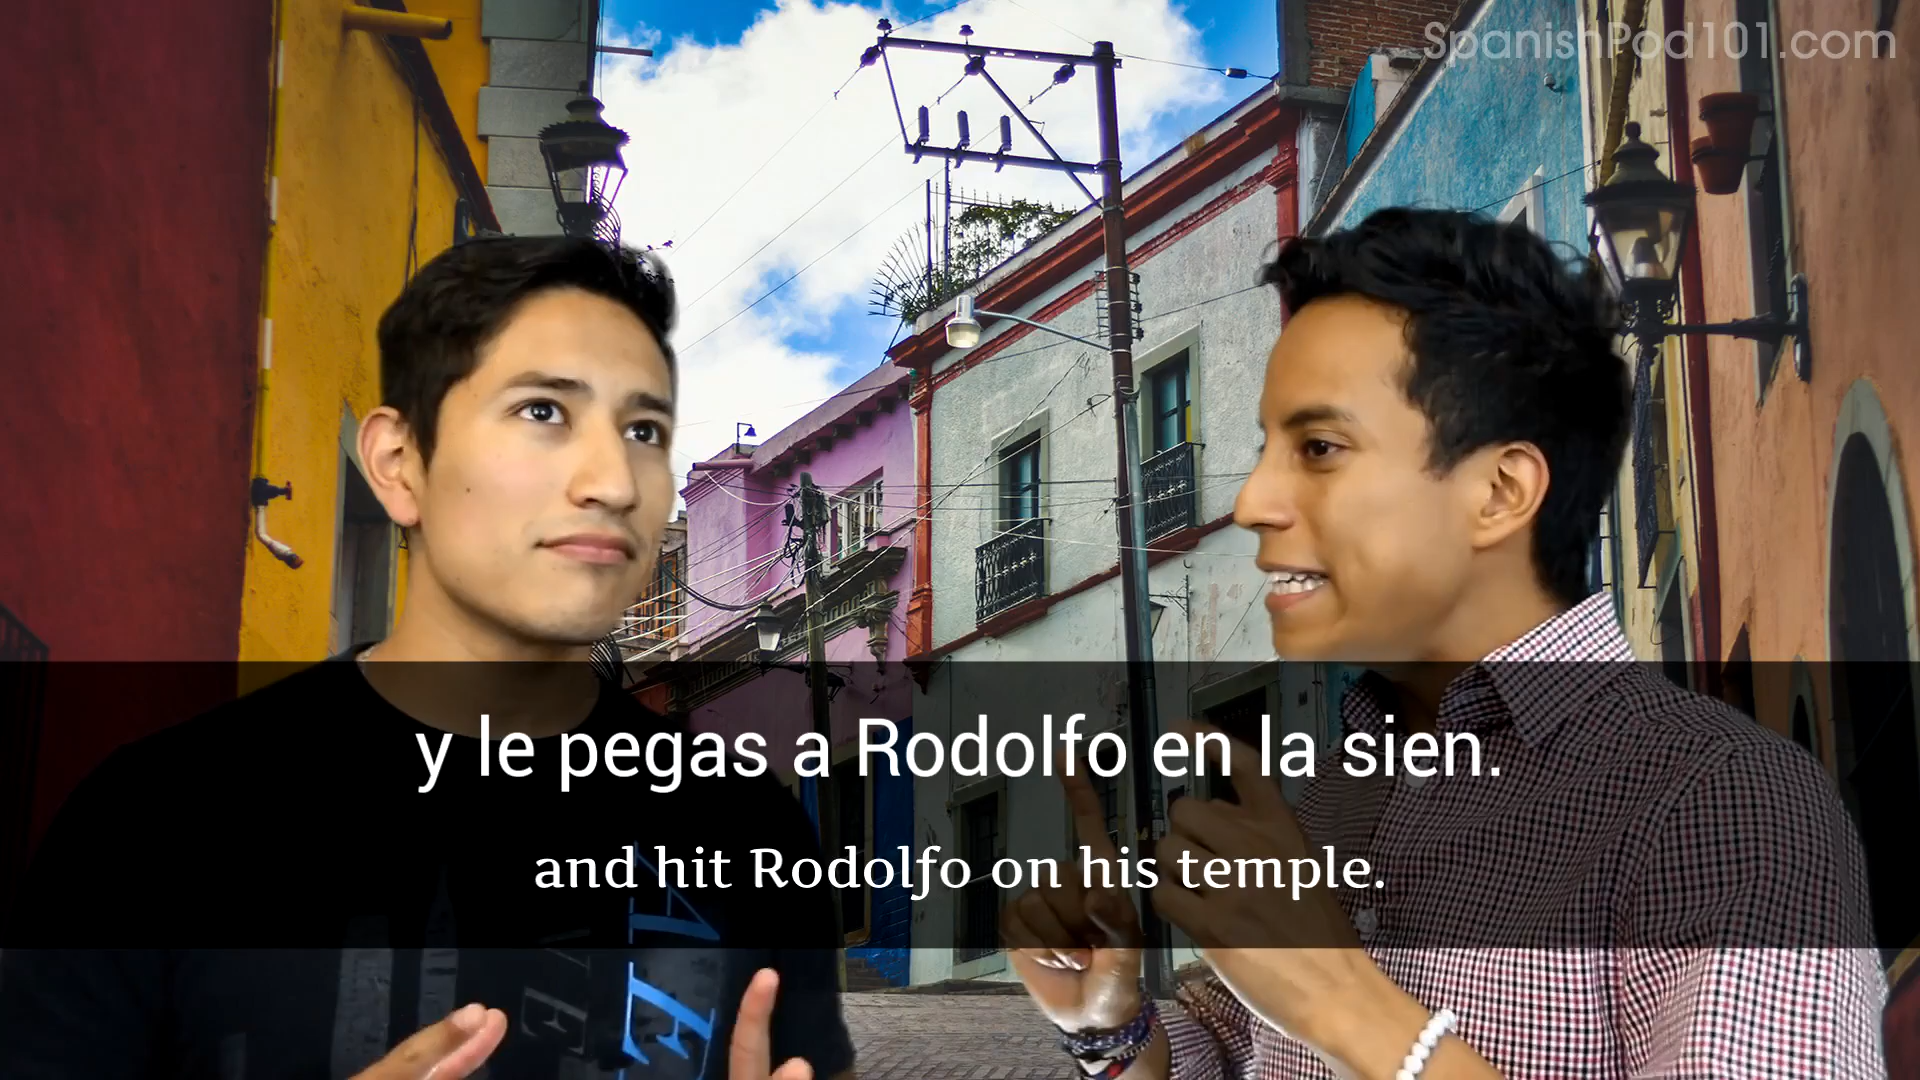 SpanishPod101.com
y le pegas a Rodolfo en la sien.
and hit Rodolfo on his temple.